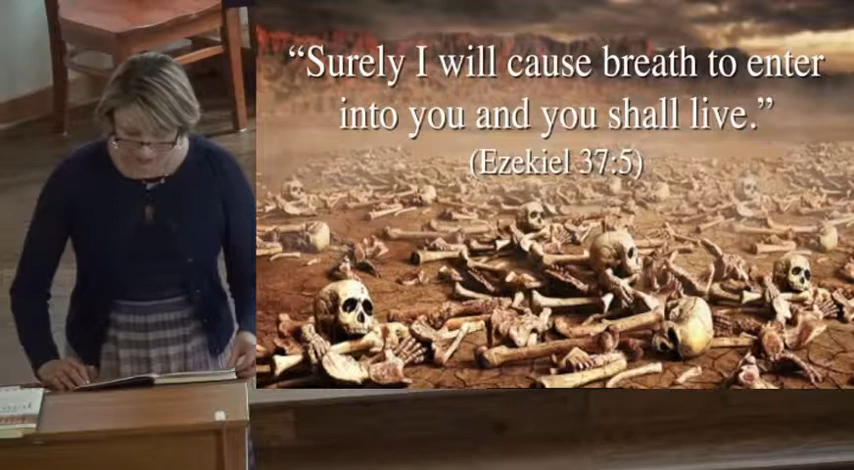 “Surely I will cause breath to enter
into you and you shall live.”
(Ezekiel 37:5)